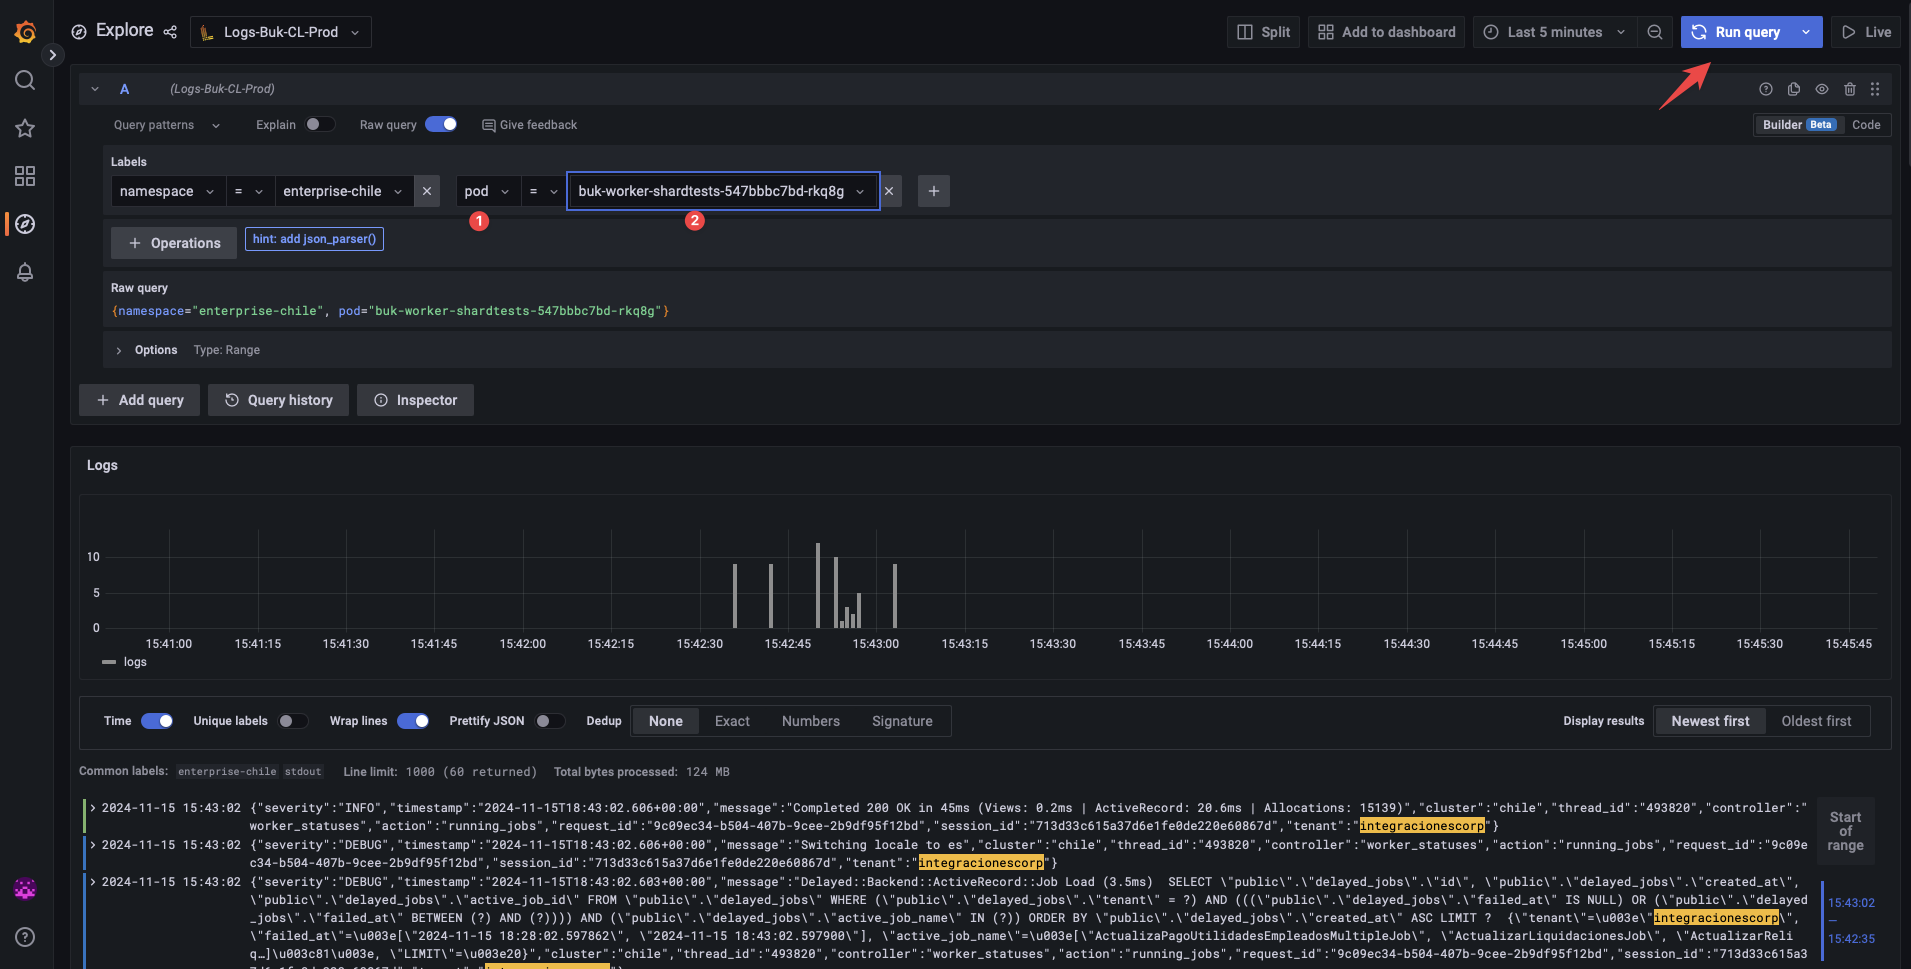 Explore
Logs-Buk-CL-Prod
Split
Add to dashboard
Last 5 minutes
Run query
Live
A
(Logs-Buk-CL-Prod)
Query patterns
Explain
Raw query
Give feedback
Builder Beta
Code
Labels
namespace
=
enterprise-chile
pod
=
buk-worker-shardtests-547bbbc7bd-rkq8g
1
2
Operations
hint: add json_parser()
Raw query
{namespace="enterprise-chile", pod="buk-worker-shardtests-547bbbc7bd-rkq8g"}
Options Type: Range
Add query
Query history
Inspector
Logs
10
5
0
15:41:00 15:41:15 15:41:30 15:41:45 15:42:00 15:42:15 15:42:30 15:42:45 15:43:00 15:43:15 15:43:30 15:43:45 15:44:00 15:44:15 15:44:30 15:44:45 15:45:00 15:45:15 15:45:30 15:45:45
logs
Time
Unique labels
Wrap lines
Prettify JSON
Dedup
None
Exact
Numbers
Signature
Display results
Newest first
Oldest first
Common labels: enterprise-chile stdout Line limit: 1000 (60 returned) Total bytes processed: 124 MB
2024-11-15 15:43:02 {"severity":"INFO","timestamp":"2024-11-15T18:43:02.606+00:00","message":"Completed 200 OK in 45ms (Views: 0.2ms | ActiveRecord: 20.6ms | Allocations: 15139)","cluster":"chile","thread_id":"493820","controller":"
worker_statuses","action":"running_jobs","request_id":"9c09ec34-b504-407b-9cee-2b9df95f12bd","session_id":"713d33c615a37d6e1fe0de220e60867d","tenant":"integracionescorp"}
2024-11-15 15:43:02 {"severity":"DEBUG","timestamp":"2024-11-15T18:43:02.606+00:00","message":"Switching locale to es","cluster":"chile","thread_id":"493820","controller":"worker_statuses","action":"running_jobs","request_id":"9c09e
c34-b504-407b-9cee-2b9df95f12bd","session_id":"713d33c615a37d6e1fe0de220e60867d","tenant":"integracionescorp"}
2024-11-15 15:43:02 {"severity":"DEBUG","timestamp":"2024-11-15T18:43:02.603+00:00","message":"Delayed::Backend::ActiveRecord::Job Load (3.5ms)  SELECT \"public\".\"delayed_jobs\".\"id\", \"public\".\"delayed_jobs\".\"created_at\",
\"public\".\"delayed_jobs\".\"active_job_id\" FROM \"public\".\"delayed_jobs\" WHERE (\"public\".\"delayed_jobs\".\"tenant\" = ?) AND (((\"public\".\"delayed_jobs\".\"failed_at\" IS NULL) OR (\"public\".\"delayed
_jobs\".\"failed_at\" BETWEEN (?) AND (?)))) AND (\"public\".\"delayed_jobs\".\"active_job_name\" IN (?)) ORDER BY \"public\".\"delayed_jobs\".\"created_at\" ASC LIMIT ?  {\"tenant\"=\u003e\"integracionescorp\",
\"failed_at\"=\u003e[\"2024-11-15 18:28:02.597862\", \"2024-11-15 18:43:02.597900\"], \"active_job_name\"=\u003e[\"ActualizaPagoUtilidadesEmpleadosMultipleJob\", \"ActualizarLiquidacionesJob\", \"ActualizarReli
q…]\u003c81\u003e, \"LIMIT\"=\u003e20}","cluster":"chile","thread_id":"493820","controller":"worker_statuses","action":"running_jobs","request_id":"9c09ec34-b504-407b-9cee-2b9df95f12bd","session_id":"713d33c615a3
Start
of
range
15:43:02
—
15:42:35